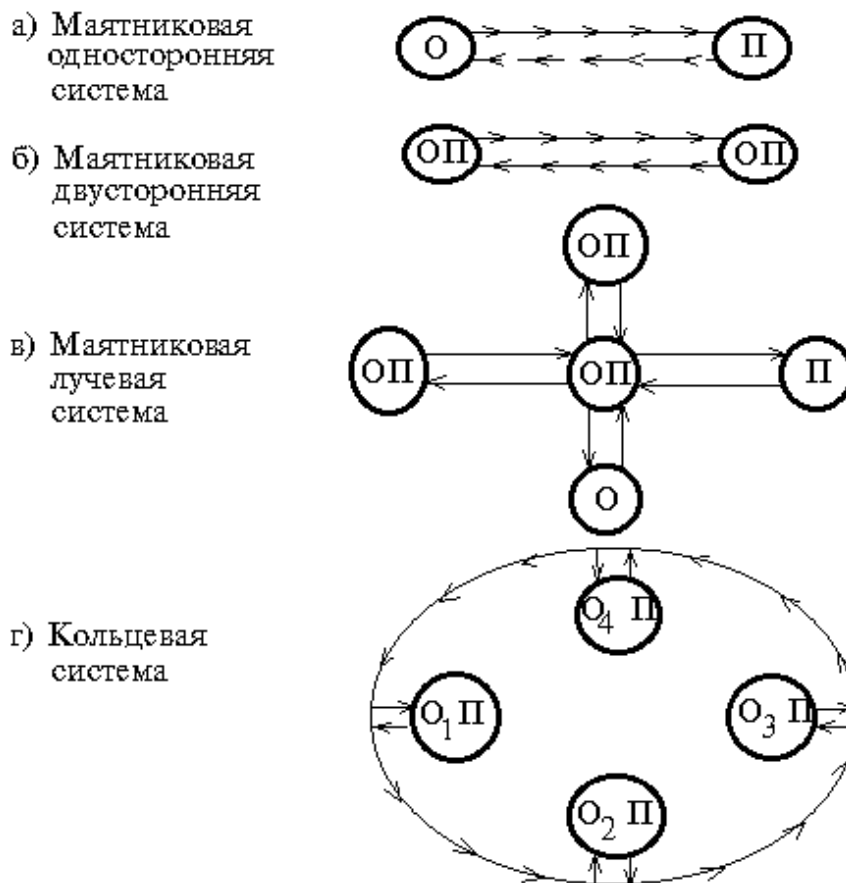 а) Маятниковая
односторонняя
система
О П
б) Маятниковая
двусторонняя
система
ОП ОП
ОП
в) Маятниковая
лучевая
система
ОП ОП П
О
О4 П
г) Кольцевая
система
О1 П О3 П
О2 П